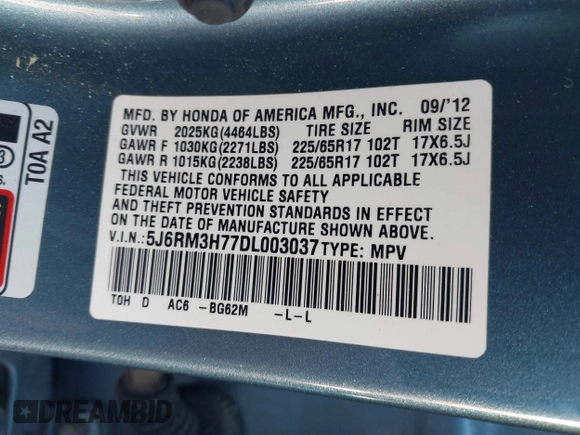 MFD. BY HONDA OF AMERICA MFG., INC. 09/'12
GVWR 2025KG(4464LBS) TIRE SIZE RIM SIZE
GAWR F 1030KG(2271LBS) 225/65R17 102T 17X6.5J
GAWR R 1015KG(2238LBS) 225/65R17 102T 17X6.5J
THIS VEHICLE CONFORMS TO ALL APPLICABLE
FEDERAL MOTOR VEHICLE SAFETY
AND THEFT PREVENTION STANDARDS IN EFFECT
ON THE DATE OF MANUFACTURE SHOWN ABOVE.
V.I.N.:5J6RM3H77DL003037 TYPE: MPV
T0H D AC6 -BG62M -L-L
T0A A2
3
DREAMBID